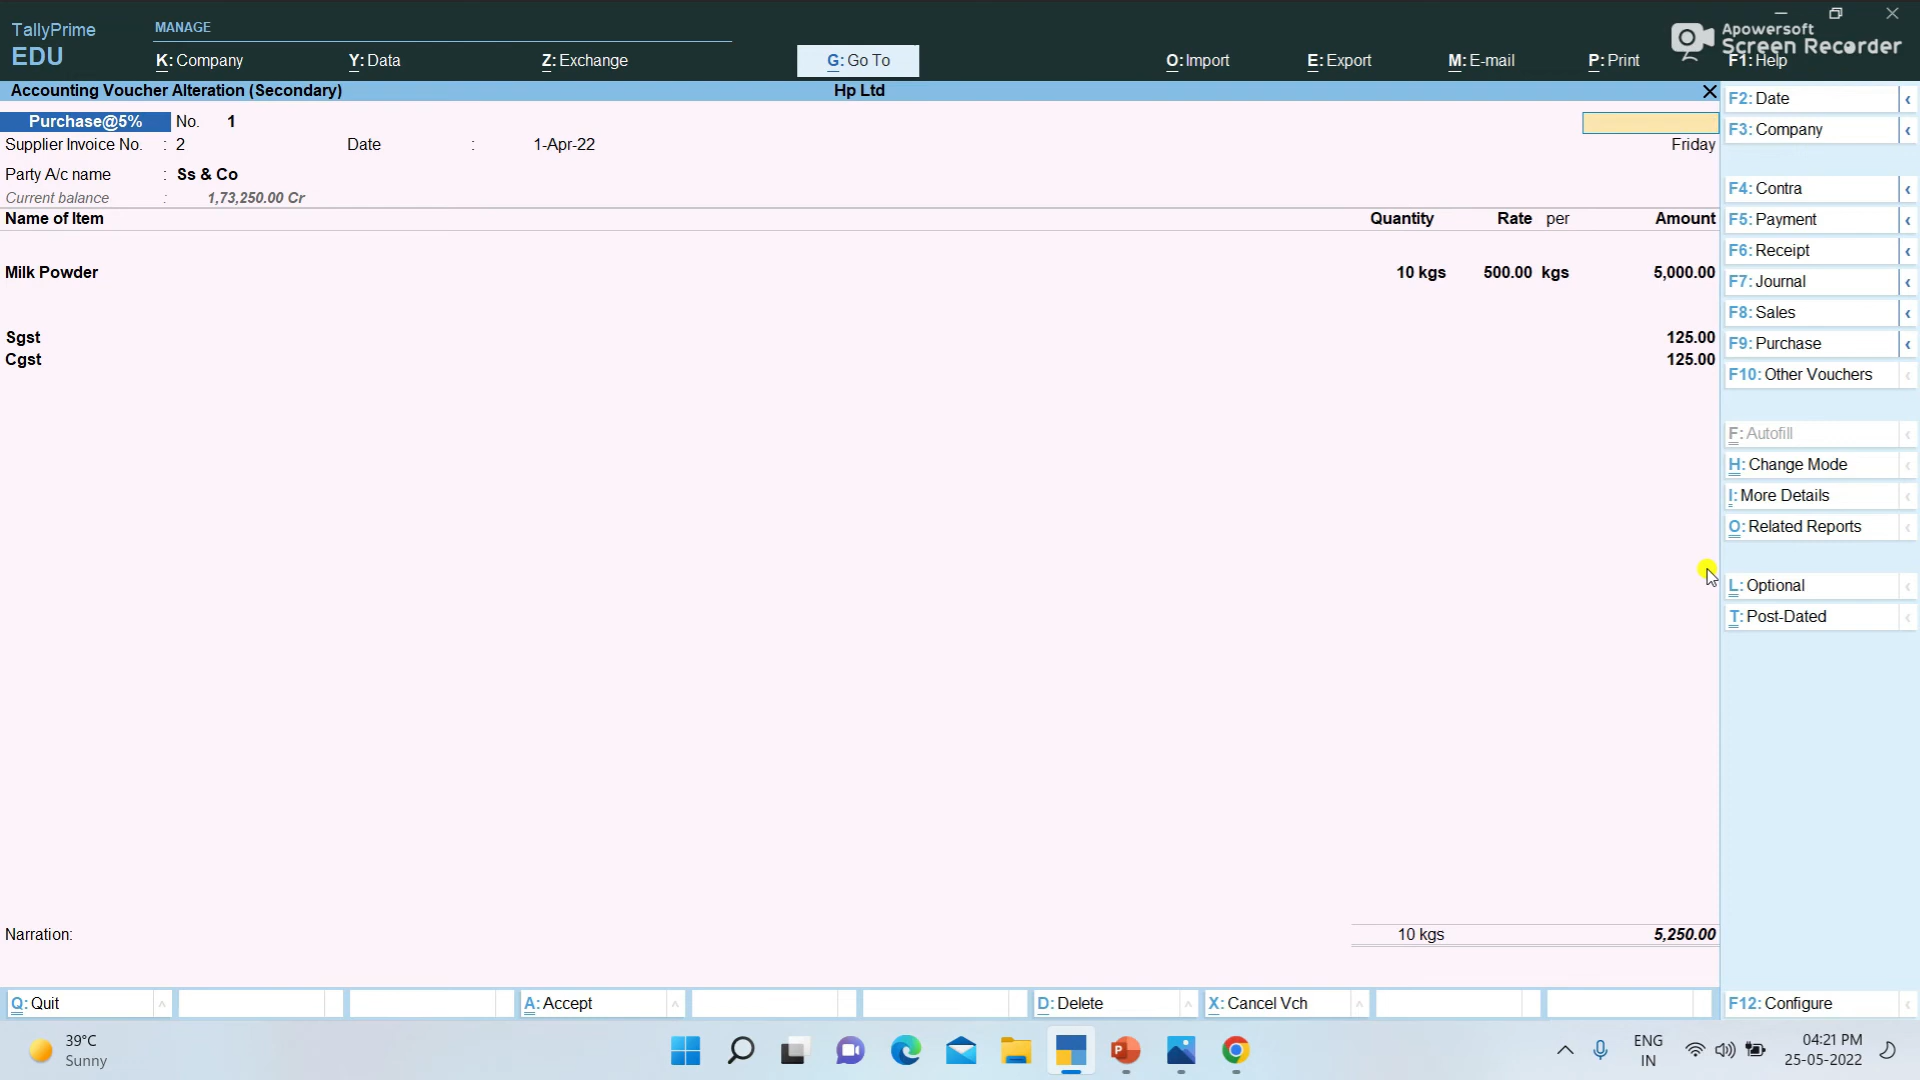 TallyPrime
EDU
MANAGE
K: Company
Y: Data
Z: Exchange
G: Go To
O: Import
E: Export
M: E-mail
P: Print
F1: Help
Apowersoft
Screen Recorder
Accounting Voucher Alteration (Secondary)
Hp Ltd
Purchase@5% No. 1
Supplier Invoice No. : 2 Date : 1-Apr-22
Friday
Party A/c name : Ss & Co
Current balance : 1,73,250.00 Cr
Name of Item Quantity Rate per Amount
Milk Powder 10 kgs 500.00 kgs 5,000.00
Sgst 125.00
Cgst 125.00
Narration: 10 kgs 5,250.00
F2: Date
F3: Company
F4: Contra
F5: Payment
F6: Receipt
F7: Journal
F8: Sales
F9: Purchase
F10: Other Vouchers
F: Autofill
H: Change Mode
I: More Details
O: Related Reports
L: Optional
T: Post-Dated
Q: Quit
A: Accept
D: Delete
X: Cancel Vch
F12: Configure
39°C
Sunny
ENG
IN
04:21 PM
25-05-2022